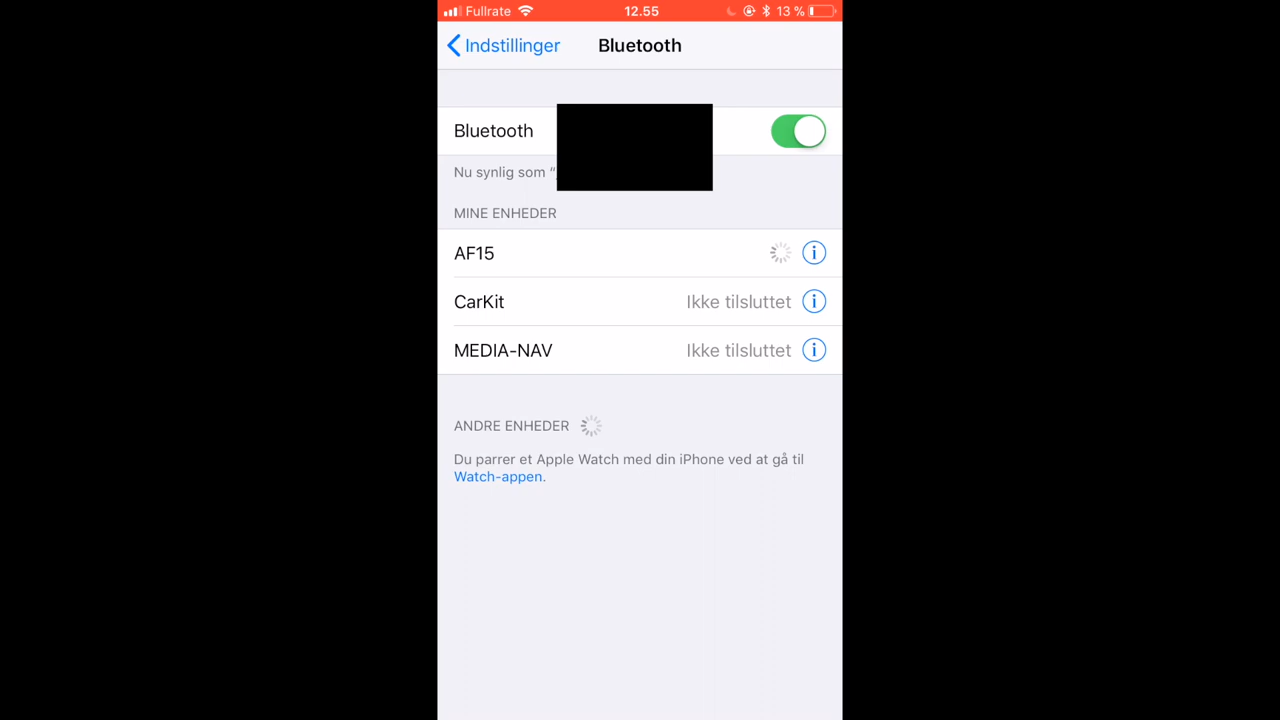 Fullrate 12.55 13 %
Indstillinger Bluetooth
Bluetooth
Nu synlig som “
MINE ENHEDER
AF15
CarKit Ikke tilsluttet
MEDIA-NAV Ikke tilsluttet
ANDRE ENHEDER
Du parrer et Apple Watch med din iPhone ved at gå til
Watch-appen.